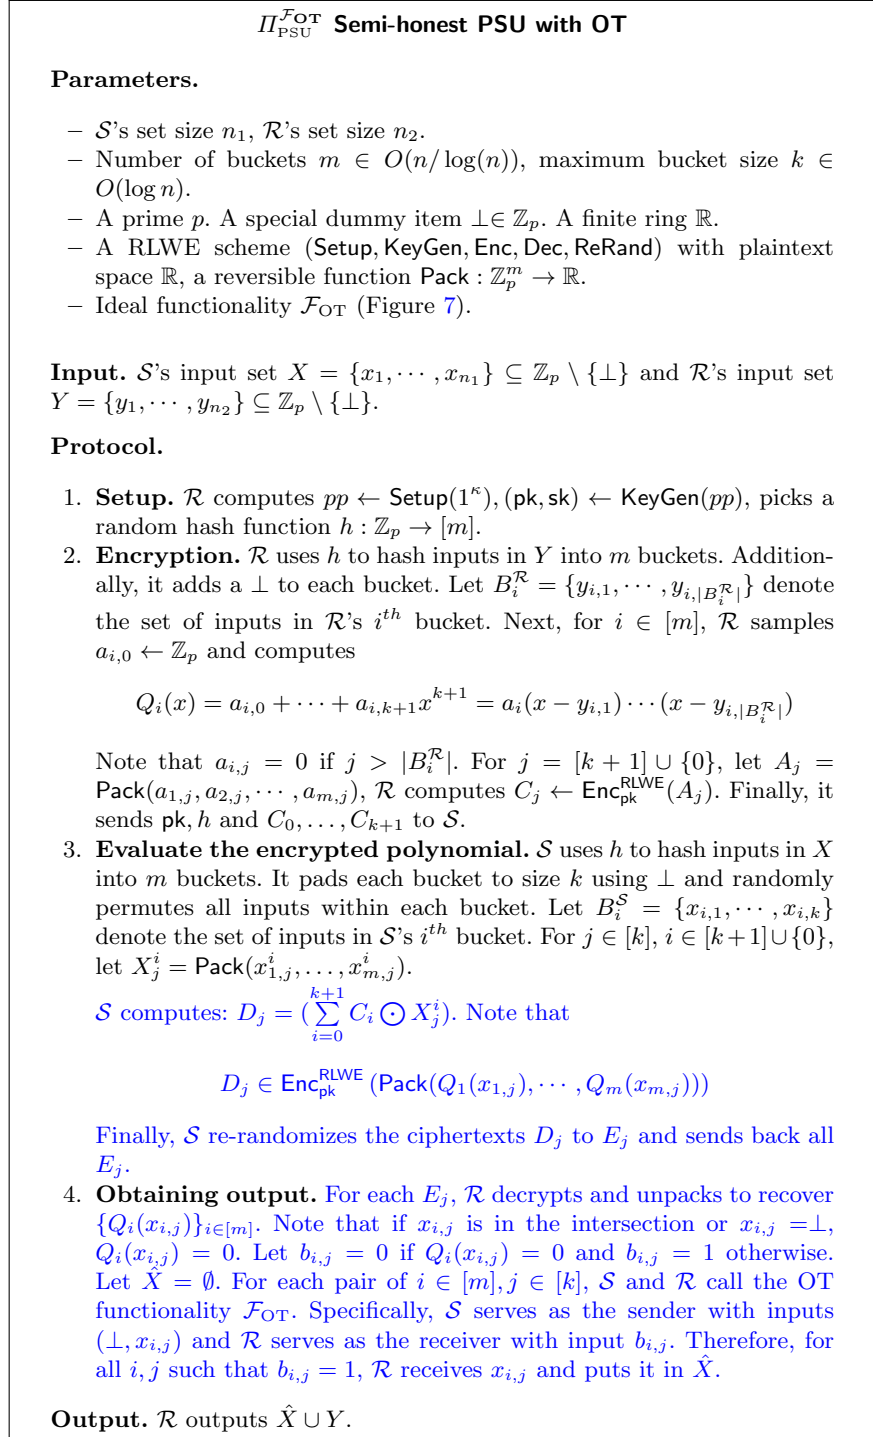 Π_PSU^{F_OT} Semi-honest PSU with OT
Parameters.
– 𝒮's set size n₁, ℛ's set size n₂.
– Number of buckets m ∈ O(n/ log(n)), maximum bucket size k ∈
O(log n).
– A prime p. A special dummy item ⊥∈ ℤ_p. A finite ring ℝ.
– A RLWE scheme (Setup, KeyGen, Enc, Dec, ReRand) with plaintext
space ℝ, a reversible function Pack : ℤ_p^m → ℝ.
– Ideal functionality ℱ_OT (Figure 7).
Input. 𝒮's input set X = {x₁, ⋯ , x_{n₁}} ⊆ ℤ_p \ {⊥} and ℛ's input set
Y = {y₁, ⋯ , y_{n₂}} ⊆ ℤ_p \ {⊥}.
Protocol.
1. Setup. ℛ computes pp ← Setup(1^κ), (pk, sk) ← KeyGen(pp), picks a
random hash function h : ℤ_p → [m].
2. Encryption. ℛ uses h to hash inputs in Y into m buckets. Addition-
ally, it adds a ⊥ to each bucket. Let B_i^ℛ = {y_{i,1}, ⋯ , y_{i,|B_i^ℛ|}} denote
the set of inputs in ℛ's i^{th} bucket. Next, for i ∈ [m], ℛ samples
a_{i,0} ← ℤ_p and computes
Q_i(x) = a_{i,0} + ⋯ + a_{i,k+1}x^{k+1} = a_i(x − y_{i,1}) ⋯ (x − y_{i,|B_i^ℛ|})
Note that a_{i,j} = 0 if j > |B_i^ℛ|. For j = [k + 1] ∪ {0}, let A_j =
Pack(a_{1,j}, a_{2,j}, ⋯ , a_{m,j}), ℛ computes C_j ← Enc_pk^RLWE(A_j). Finally, it
sends pk, h and C₀, . . . , C_{k+1} to 𝒮.
3. Evaluate the encrypted polynomial. 𝒮 uses h to hash inputs in X
into m buckets. It pads each bucket to size k using ⊥ and randomly
permutes all inputs within each bucket. Let B_i^𝒮 = {x_{i,1}, ⋯ , x_{i,k}}
denote the set of inputs in 𝒮's i^{th} bucket. For j ∈ [k], i ∈ [k+1]∪{0},
let X_j^i = Pack(x_{1,j}^i, . . . , x_{m,j}^i).
𝒮 computes: D_j = (∑_{i=0}^{k+1} C_i ⊙ X_j^i). Note that
D_j ∈ Enc_pk^RLWE (Pack(Q₁(x_{1,j}), ⋯ , Q_m(x_{m,j})))
Finally, 𝒮 re-randomizes the ciphertexts D_j to E_j and sends back all
E_j.
4. Obtaining output. For each E_j, ℛ decrypts and unpacks to recover
{Q_i(x_{i,j})}_{i∈[m]}. Note that if x_{i,j} is in the intersection or x_{i,j} =⊥,
Q_i(x_{i,j}) = 0. Let b_{i,j} = 0 if Q_i(x_{i,j}) = 0 and b_{i,j} = 1 otherwise.
Let X̂ = ∅. For each pair of i ∈ [m], j ∈ [k], 𝒮 and ℛ call the OT
functionality ℱ_OT. Specifically, 𝒮 serves as the sender with inputs
(⊥, x_{i,j}) and ℛ serves as the receiver with input b_{i,j}. Therefore, for
all i, j such that b_{i,j} = 1, ℛ receives x_{i,j} and puts it in X̂.
Output. ℛ outputs X̂ ∪ Y.